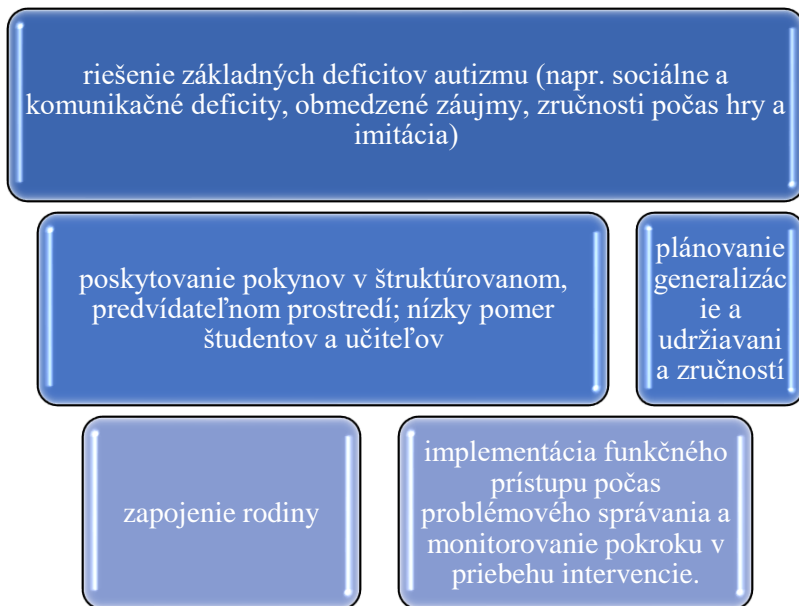 riešenie základných deficitov autizmu (napr. sociálne a
komunikačné deficity, obmedzené záujmy, zručnosti počas hry a
imitácia)
poskytovanie pokynov v štruktúrovanom,
predvídateľnom prostredí; nízky pomer
študentov a učiteľov
plánovanie
generalizác
ie a
udržiavani
a zručností
zapojenie rodiny
implementácia funkčného
prístupu počas
problémového správania a
monitorovanie pokroku v
priebehu intervencie.